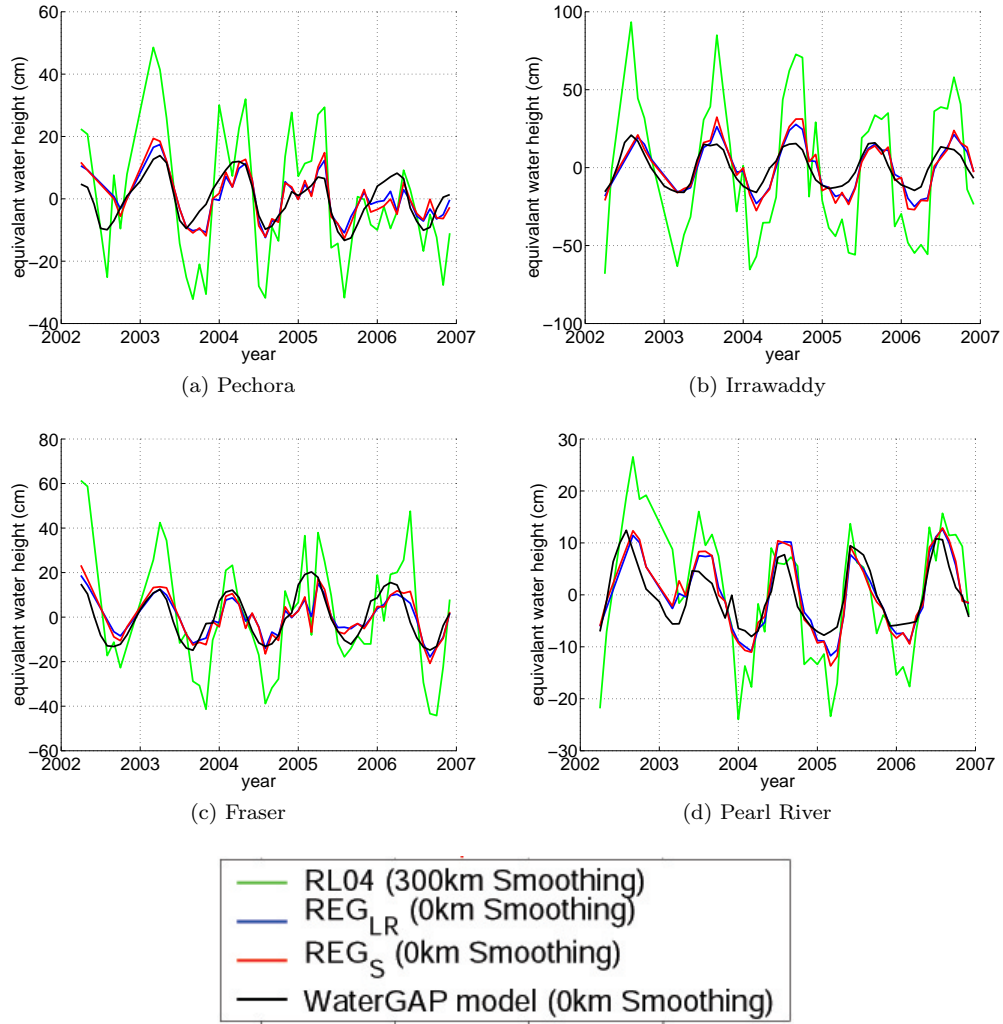 60
40
20
0
−20
−40
2002 2003 2004 2005 2006 2007
year
equivalant water height (cm)
(a) Pechora
100
50
0
−50
−100
2002 2003 2004 2005 2006 2007
year
equivalant water height (cm)
(b) Irrawaddy
80
60
40
20
0
−20
−40
−60
2002 2003 2004 2005 2006 2007
year
equivalant water height (cm)
(c) Fraser
30
20
10
0
−10
−20
−30
2002 2003 2004 2005 2006 2007
year
equivalant water height (cm)
(d) Pearl River
RL04 (300km Smoothing)
REG_LR (0km Smoothing)
REG_S (0km Smoothing)
WaterGAP model (0km Smoothing)